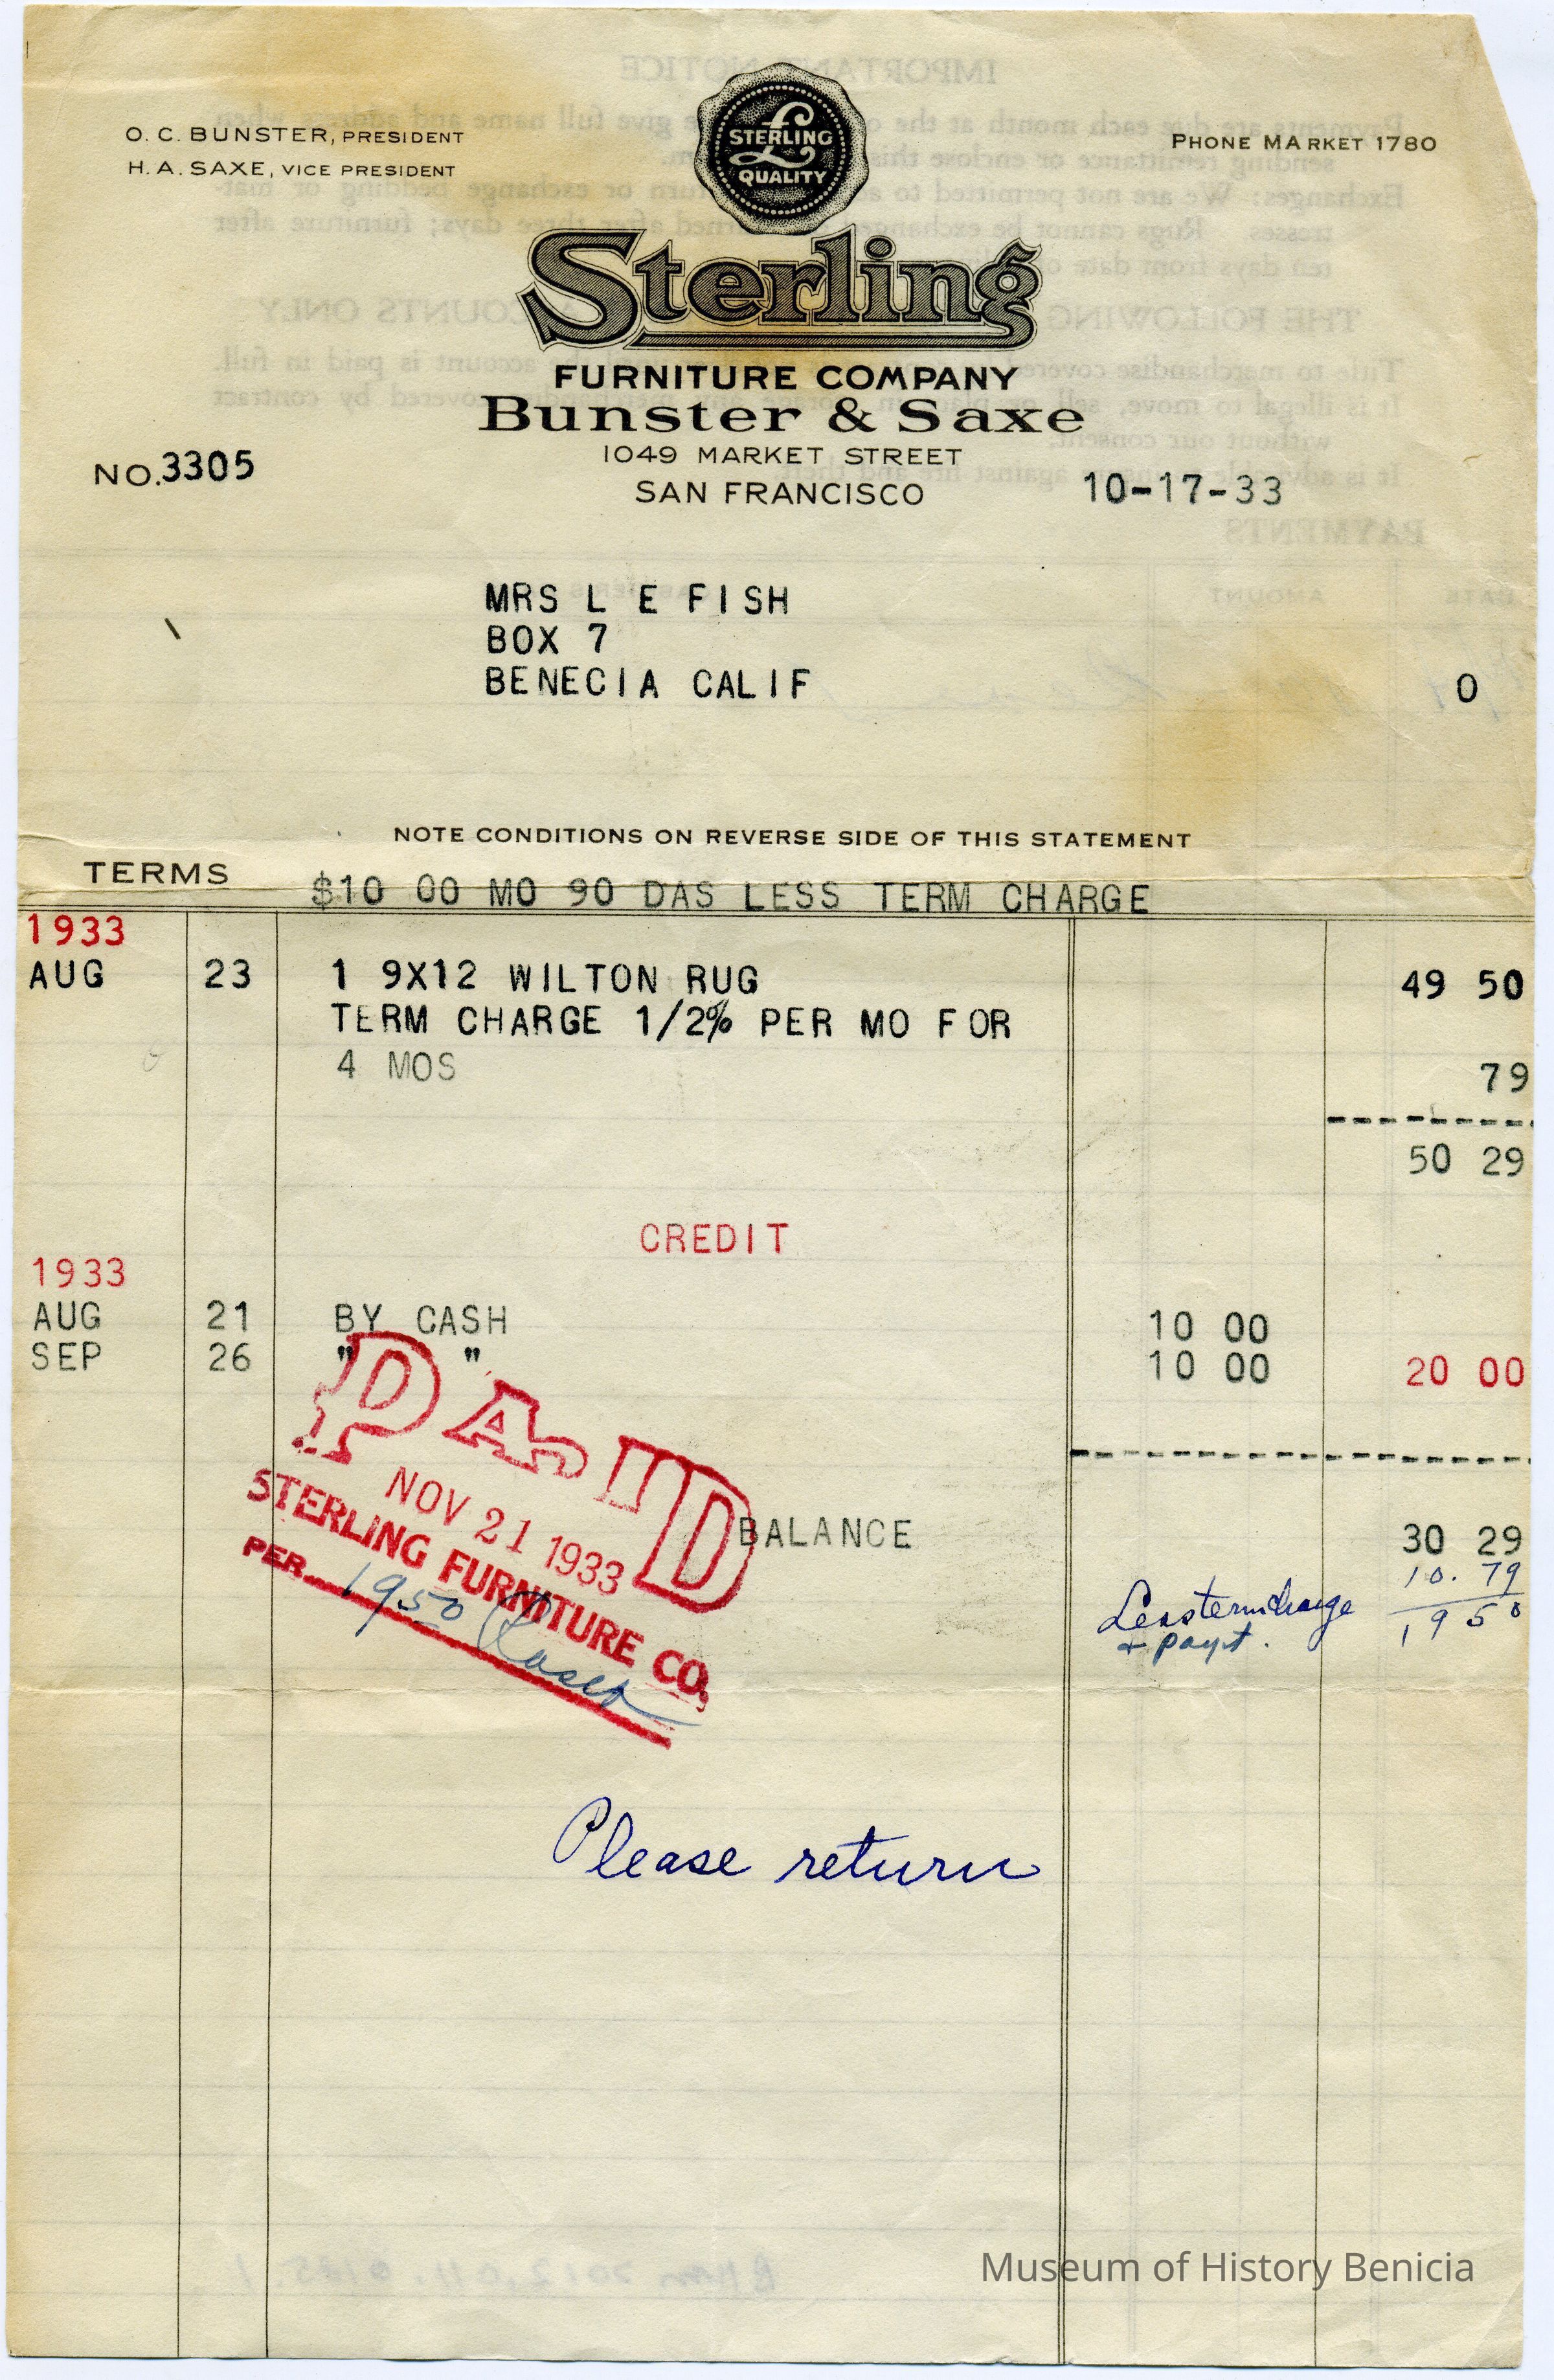 O. C. BUNSTER, PRESIDENT
H. A. SAXE, VICE PRESIDENT
STERLING
QUALITY
PHONE MARKET 1780
Sterling
FURNITURE COMPANY
Bunster & Saxe
1049 MARKET STREET
SAN FRANCISCO
NO. 3305
10-17-33
MRS L E FISH
BOX 7
BENECIA CALIF
O
NOTE CONDITIONS ON REVERSE SIDE OF THIS STATEMENT
TERMS $10 00 MO 90 DAS LESS TERM CHARGE
1933
AUG 23 1 9X12 WILTON RUG 49 50
TERM CHARGE 1/2% PER MO FOR
4 MOS 79
50 29
CREDIT
1933
AUG 21 BY CASH 10 00
SEP 26 " " 10 00 20 00
PAID
NOV 21 1933
STERLING FURNITURE CO.
PER
1950
BALANCE 30 29
Less term charge 10.79
+ payt. 1950
Please return
Museum of History Benicia